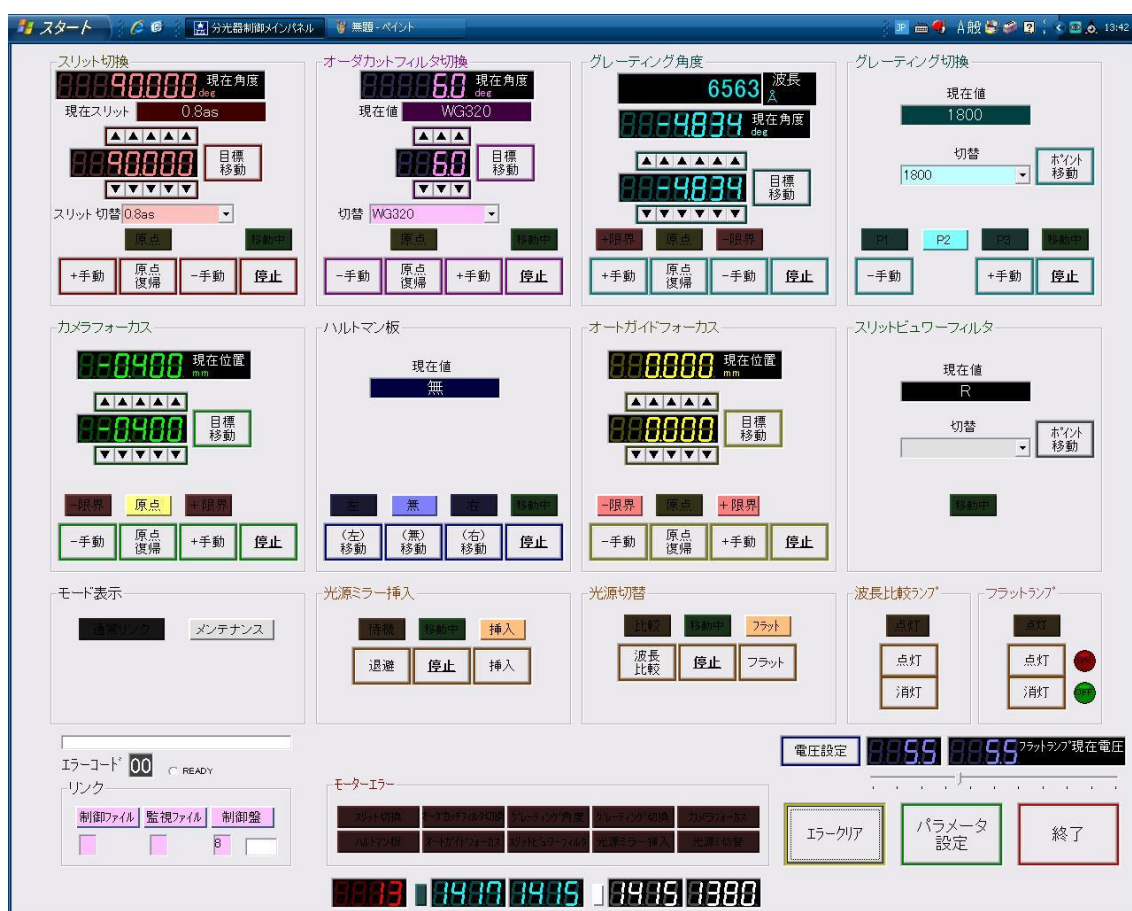 スタート
分光器制御メインパネル
無題 - ペイント
JP
A 般
13:42
スリット切換
90.000 現在角度
deg
現在スリット 0.8as
90.000
目標
移動
スリット 切替 0.8as
原点 移動中
+手動 原点
復帰 -手動 停止
オーダカットフィルタ切換
6.0 現在角度
deg
現在値 WG320
6.0
目標
移動
切替 WG320
原点 移動中
-手動 原点
復帰 +手動 停止
グレーティング角度
6563 波長
Å
-4.834 現在角度
deg
-4.834
目標
移動
+限界 原点 -限界
+手動 原点
復帰 -手動 停止
グレーティング切換
現在値
1800
切替
1800
ポイント
移動
P1 P2 P3 移動中
-手動 +手動 停止
カメラフォーカス
-0.400 現在位置
mm
-0.400
目標
移動
-限界 原点 +限界
-手動 原点
復帰 +手動 停止
ハルトマン板
現在値
無
左 無 右 移動中
(左)
移動
(無)
移動
(右)
移動
停止
オートガイドフォーカス
0.000 現在位置
mm
0.000
目標
移動
-限界 原点 +限界
-手動 原点
復帰 +手動 停止
スリットビュワーフィルタ
現在値
R
切替
ポイント
移動
移動中
モード表示
通常リンク メンテナンス
光源ミラー挿入
待機 移動中 挿入
退避 停止 挿入
光源切替
比較 移動中 フラット
波長
比較 停止 フラット
波長比較ランプ
点灯
点灯
消灯
フラットランプ
点灯
点灯 ON
消灯 OFF
電圧設定 5.5 5.5 フラットランプ現在電圧
エラーコード 00 READY
リンク
制御ファイル 監視ファイル 制御盤
8
モーターエラー
スリット切換 オーダカットフィルタ切換 グレーティング角度 グレーティング切換 カメラフォーカス
ハルトマン板 オートガイドフォーカス スリットビュワーフィルタ 光源ミラー挿入 光源ミ切替
エラークリア
パラメータ
設定
終了
13 1417 1415 1415 1380